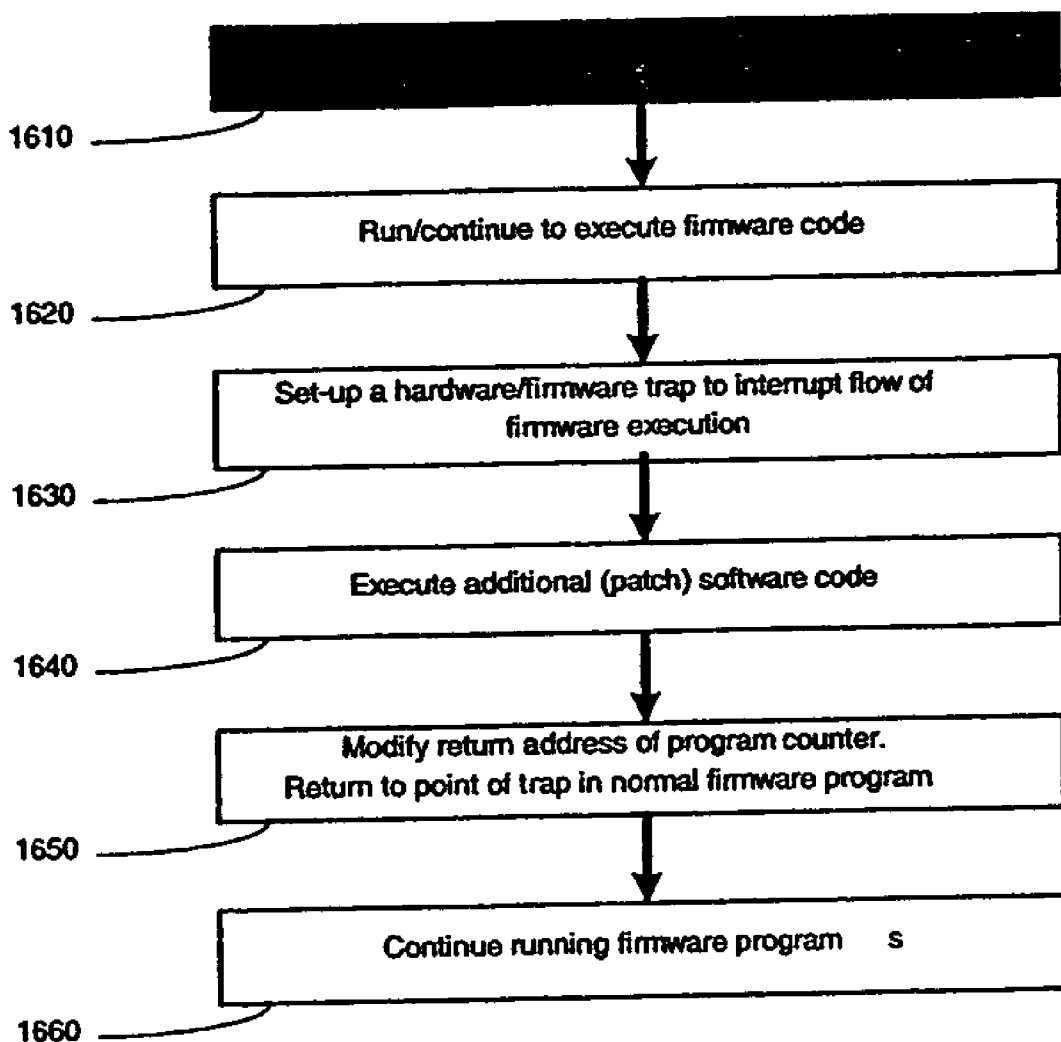 1610
Run/continue to execute firmware code
1620
Set-up a hardware/firmware trap to interrupt flow of
firmware execution
1630
Execute additional (patch) software code
1640
Modify return address of program counter.
Return to point of trap in normal firmware program
1650
Continue running firmware program s
1660